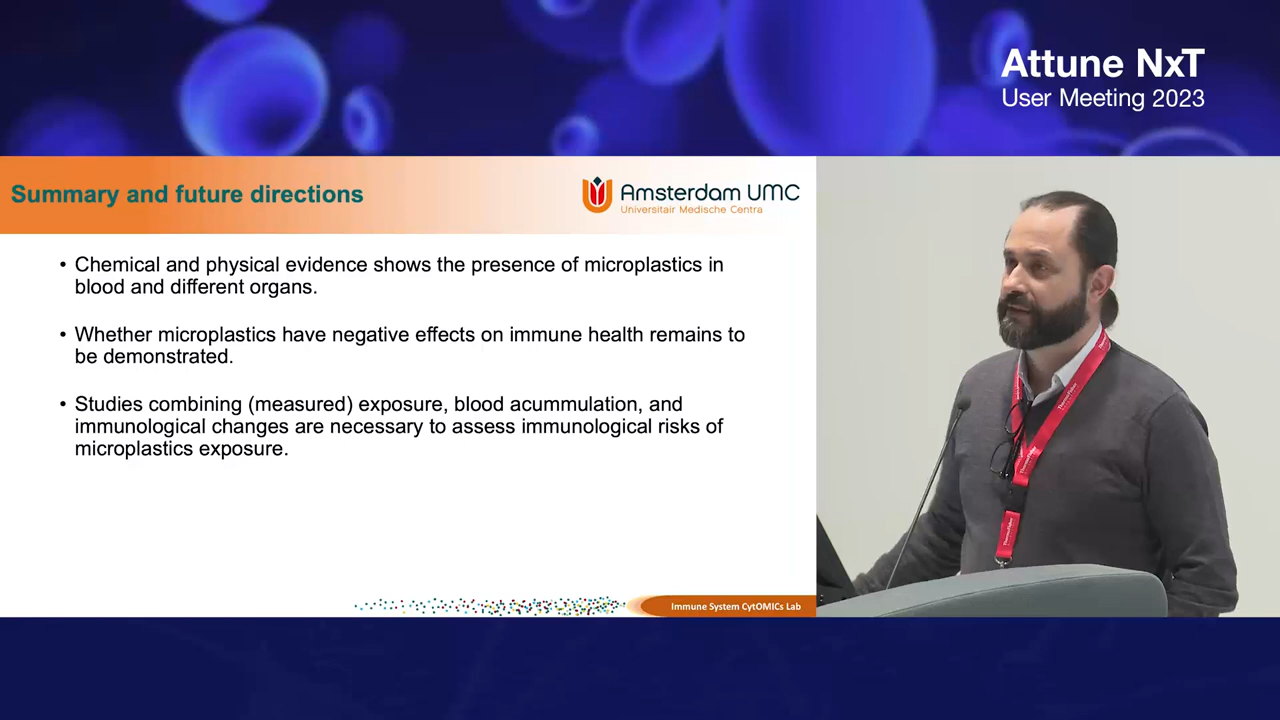 Attune NxT
User Meeting 2023
Summary and future directions
Amsterdam UMC
Universitair Medische Centra
• Chemical and physical evidence shows the presence of microplastics in
blood and different organs.
• Whether microplastics have negative effects on immune health remains to
be demonstrated.
• Studies combining (measured) exposure, blood acummulation, and
immunological changes are necessary to assess immunological risks of
microplastics exposure.
Immune System CytOMICs Lab